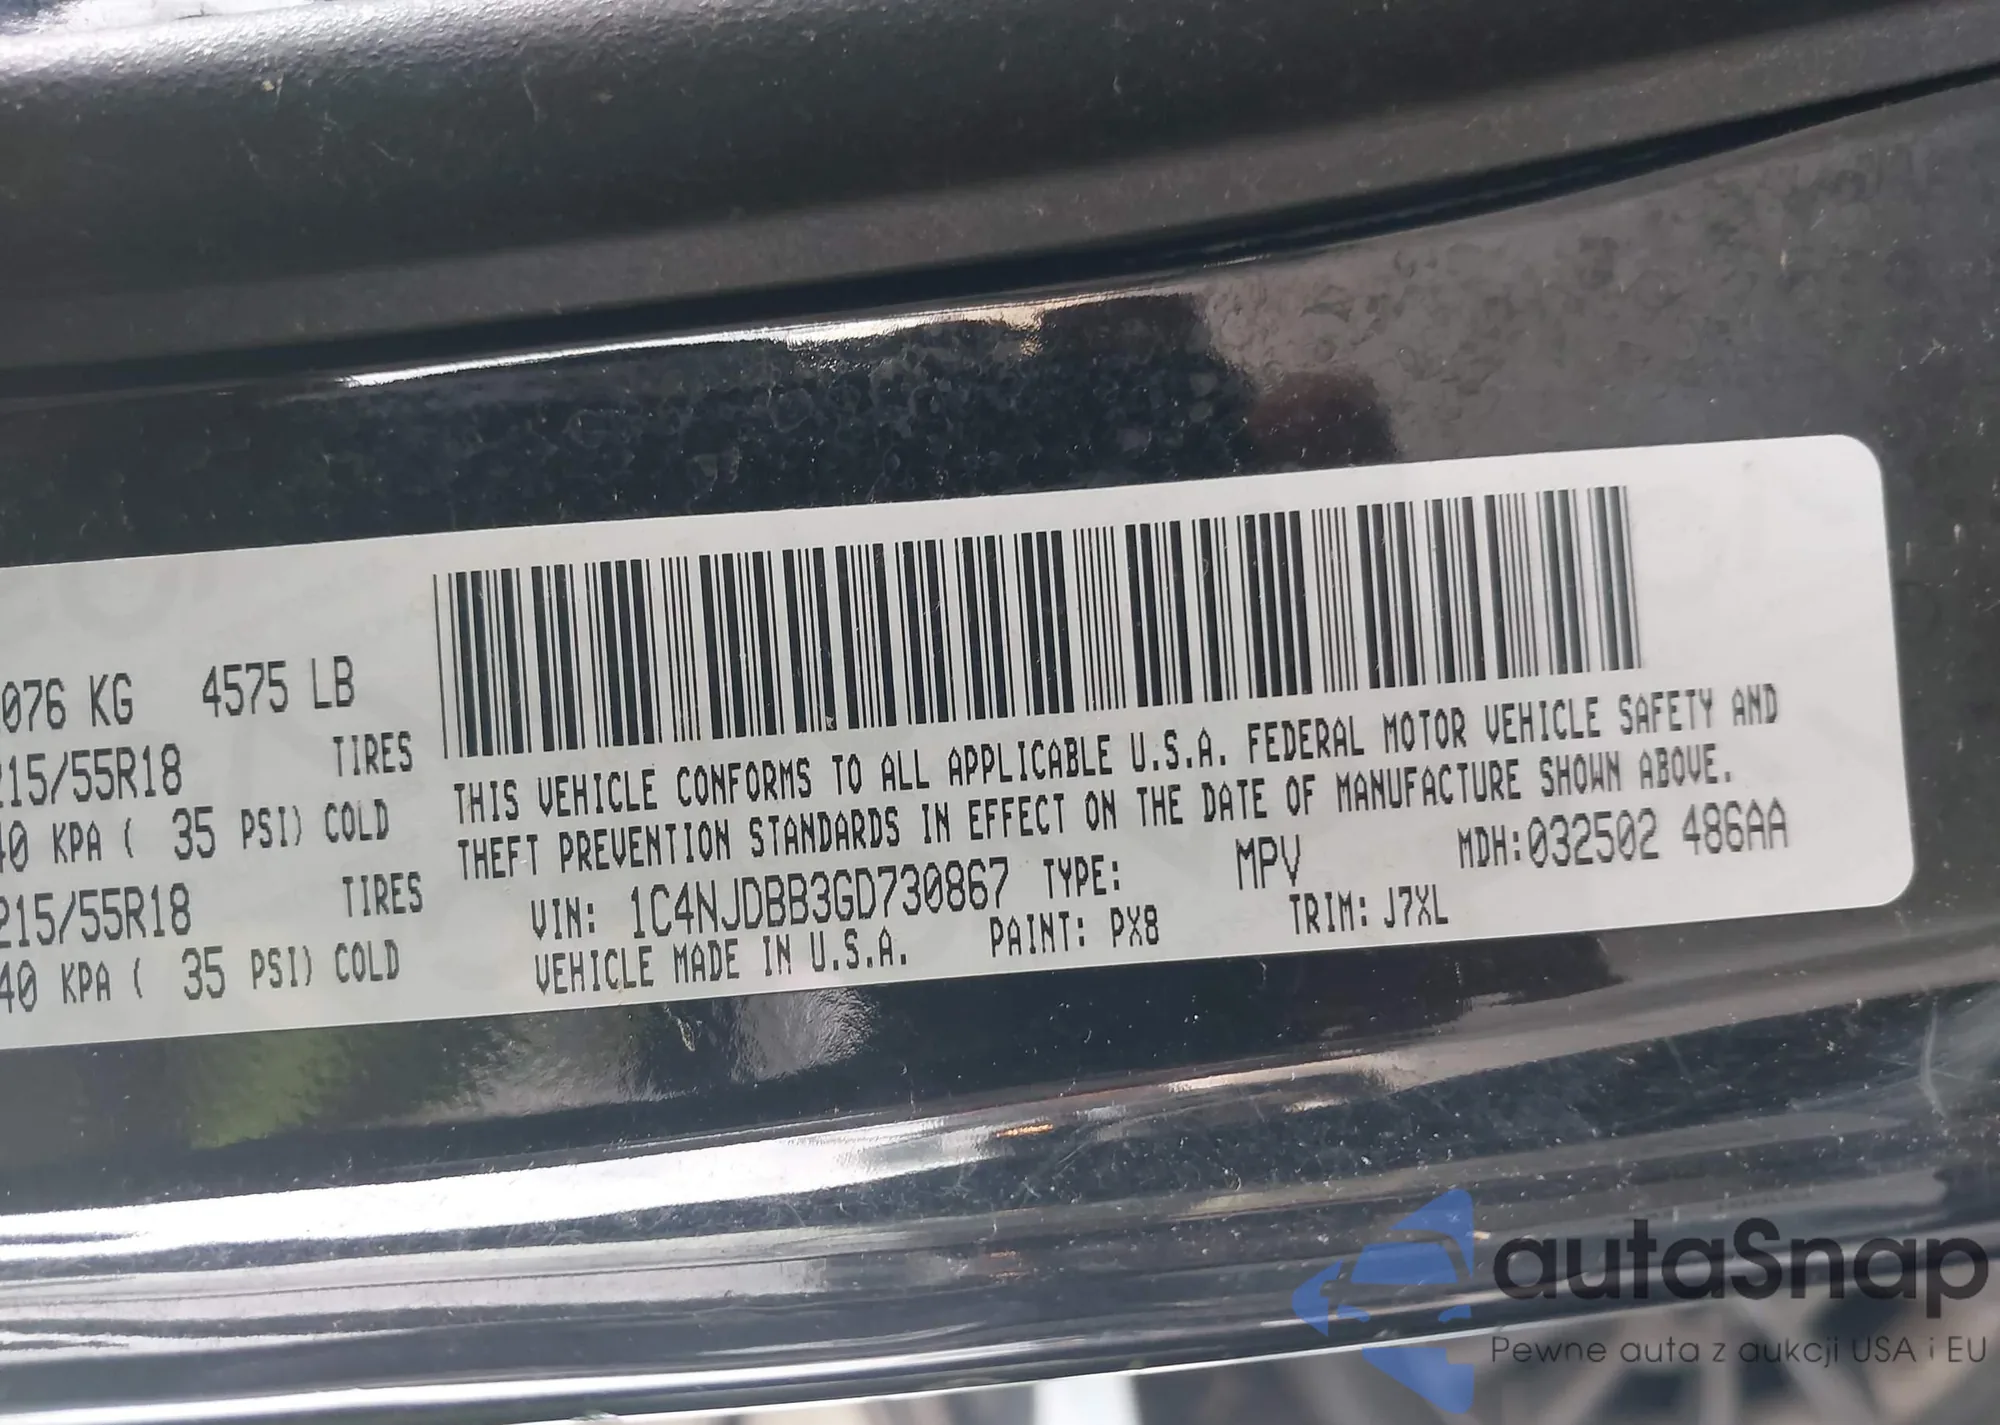 076 KG 4575 LB
215/55R18 TIRES
40 KPA ( 35 PSI) COLD
215/55R18 TIRES
40 KPA ( 35 PSI) COLD
THIS VEHICLE CONFORMS TO ALL APPLICABLE U.S.A. FEDERAL MOTOR VEHICLE SAFETY AND
THEFT PREVENTION STANDARDS IN EFFECT ON THE DATE OF MANUFACTURE SHOWN ABOVE.
VIN: 1C4NJDBB3GD730867 TYPE: MPV MDH:032502 486AA
VEHICLE MADE IN U.S.A. PAINT: PX8 TRIM: J7XL
autaSnap
Pewne auta z aukcji USA i EU